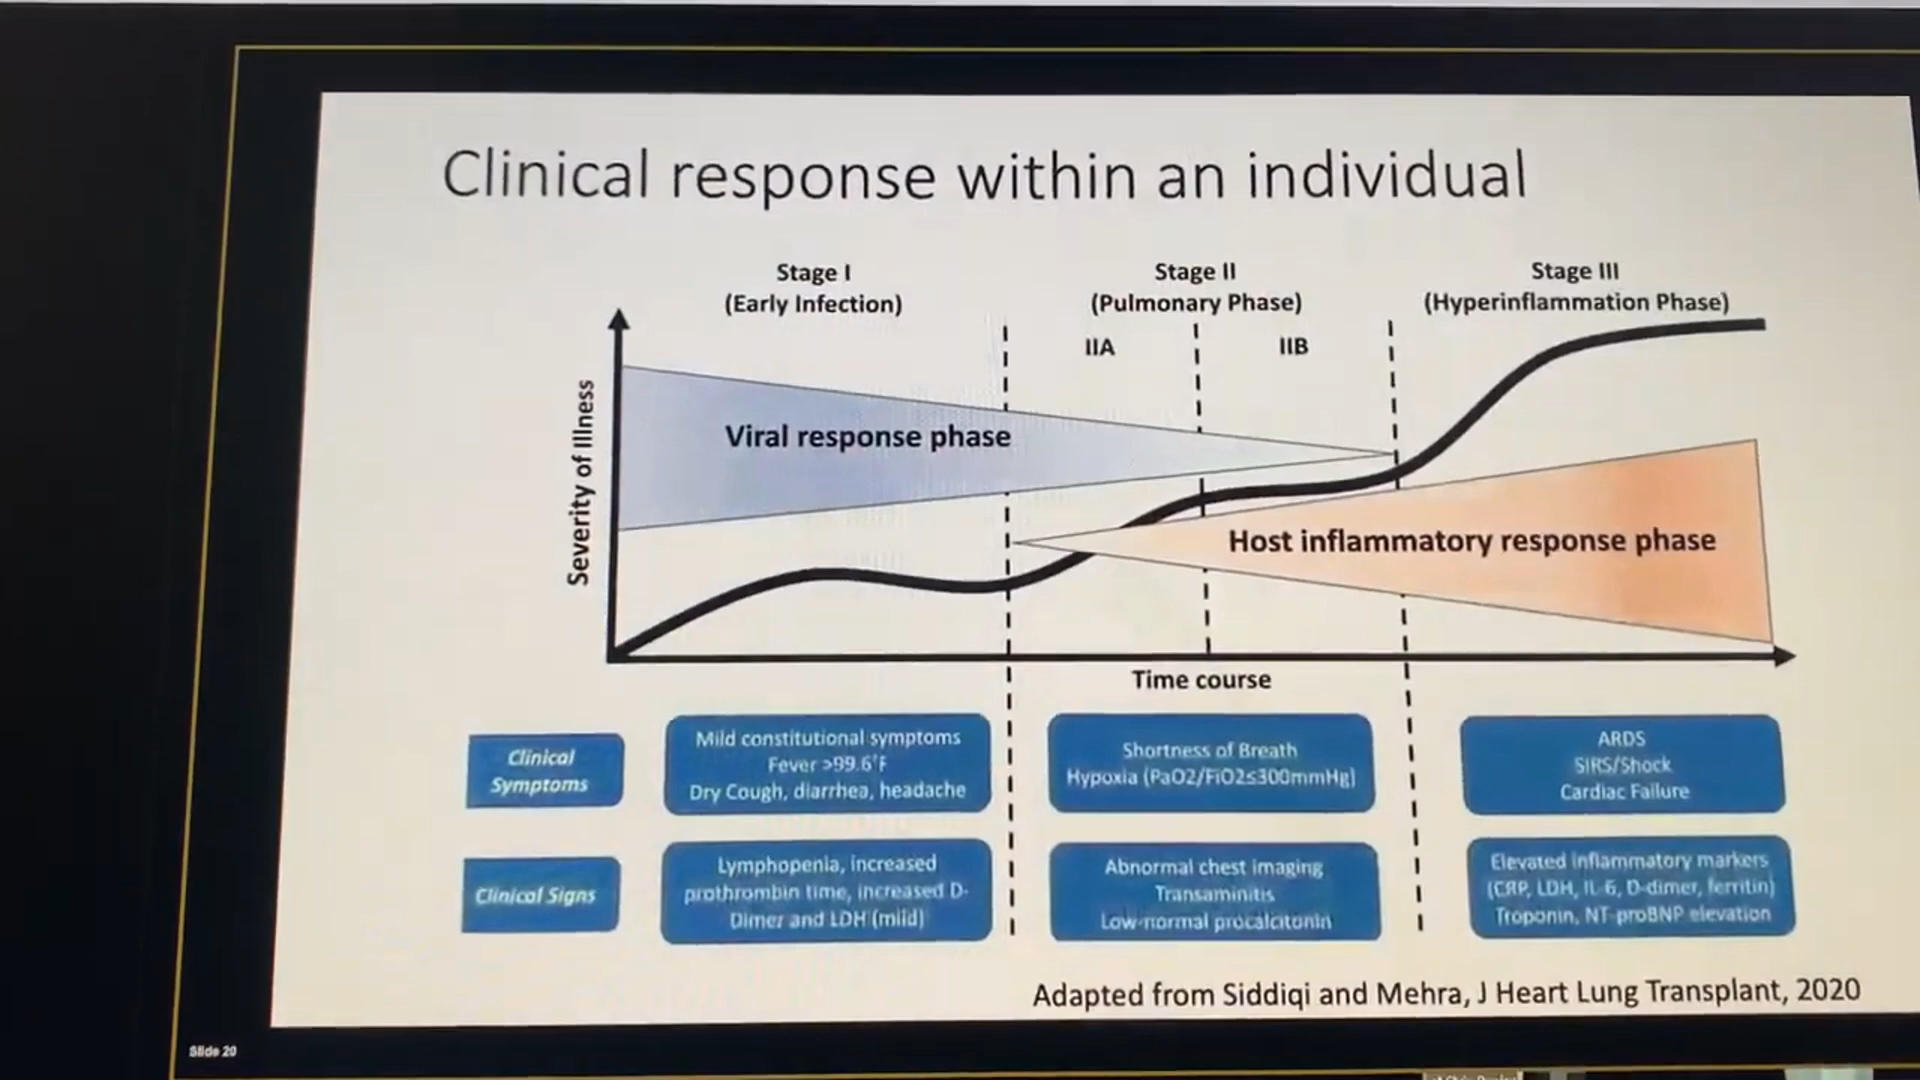 Clinical response within an individual
Stage I
(Early Infection)
Stage II
(Pulmonary Phase)
IIA
IIB
Stage III
(Hyperinflammation Phase)
Severity of Illness
Viral response phase
Host inflammatory response phase
Time course
Clinical
Symptoms
Mild constitutional symptoms
Fever >99.6°F
Dry Cough, diarrhea, headache
Shortness of Breath
Hypoxia (PaO2/FiO2≤300mmHg)
ARDS
SIRS/Shock
Cardiac Failure
Clinical Signs
Lymphopenia, increased
prothrombin time, increased D-
Dimer and LDH (mild)
Abnormal chest imaging
Transaminitis
Low-normal procalcitonin
Elevated inflammatory markers
(CRP, LDH, IL-6, D-dimer, ferritin)
Troponin, NT-proBNP elevation
Adapted from Siddiqi and Mehra, J Heart Lung Transplant, 2020
Slide 20